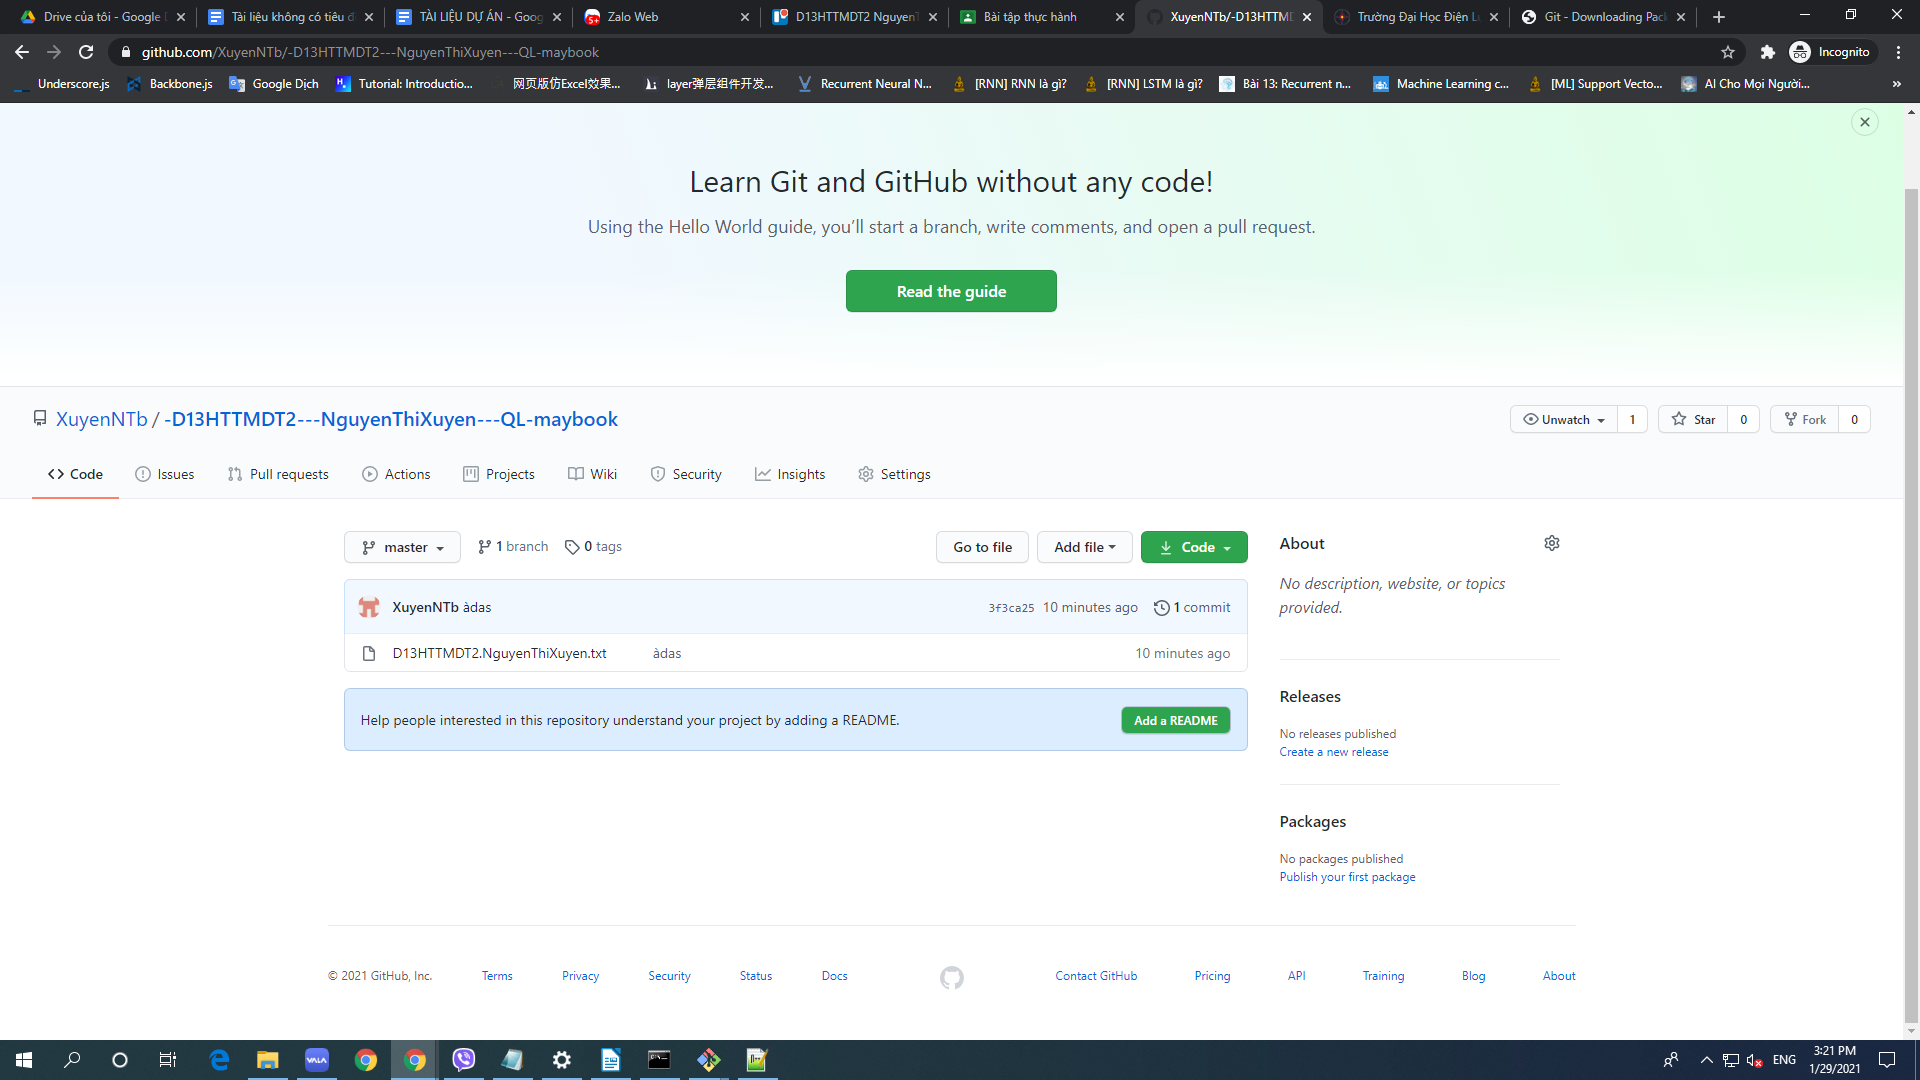 Drive của tôi - Google D
Tài liệu không có tiêu đ
TÀI LIỆU DỰ ÁN - Goog
Zalo Web
D13HTTMDT2 NguyenT
Bài tập thực hành
XuyenNTb/-D13HTTMD
Trường Đại Học Điện Lự
Git - Downloading Pack
github.com/XuyenNTb/-D13HTTMDT2---NguyenThiXuyen---QL-maybook
Incognito
Underscore.js
Backbone.js
Google Dịch
Tutorial: Introductio...
网页版仿Excel效果...
layer弹层组件开发...
Recurrent Neural N...
[RNN] RNN là gì?
[RNN] LSTM là gì?
Bài 13: Recurrent n...
Machine Learning c...
[ML] Support Vecto...
AI Cho Mọi Người...
»
Learn Git and GitHub without any code!
Using the Hello World guide, you’ll start a branch, write comments, and open a pull request.
Read the guide
XuyenNTb / -D13HTTMDT2---NguyenThiXuyen---QL-maybook
Unwatch 1
Star 0
Fork 0
Code
Issues
Pull requests
Actions
Projects
Wiki
Security
Insights
Settings
master
1 branch
0 tags
Go to file
Add file
Code
XuyenNTb àdas
3f3ca25 10 minutes ago
1 commit
D13HTTMDT2.NguyenThiXuyen.txt
àdas
10 minutes ago
Help people interested in this repository understand your project by adding a README.
Add a README
About
No description, website, or topics
provided.
Releases
No releases published
Create a new release
Packages
No packages published
Publish your first package
© 2021 GitHub, Inc.
Terms
Privacy
Security
Status
Docs
Contact GitHub
Pricing
API
Training
Blog
About
WALA
ENG
3:21 PM
1/29/2021